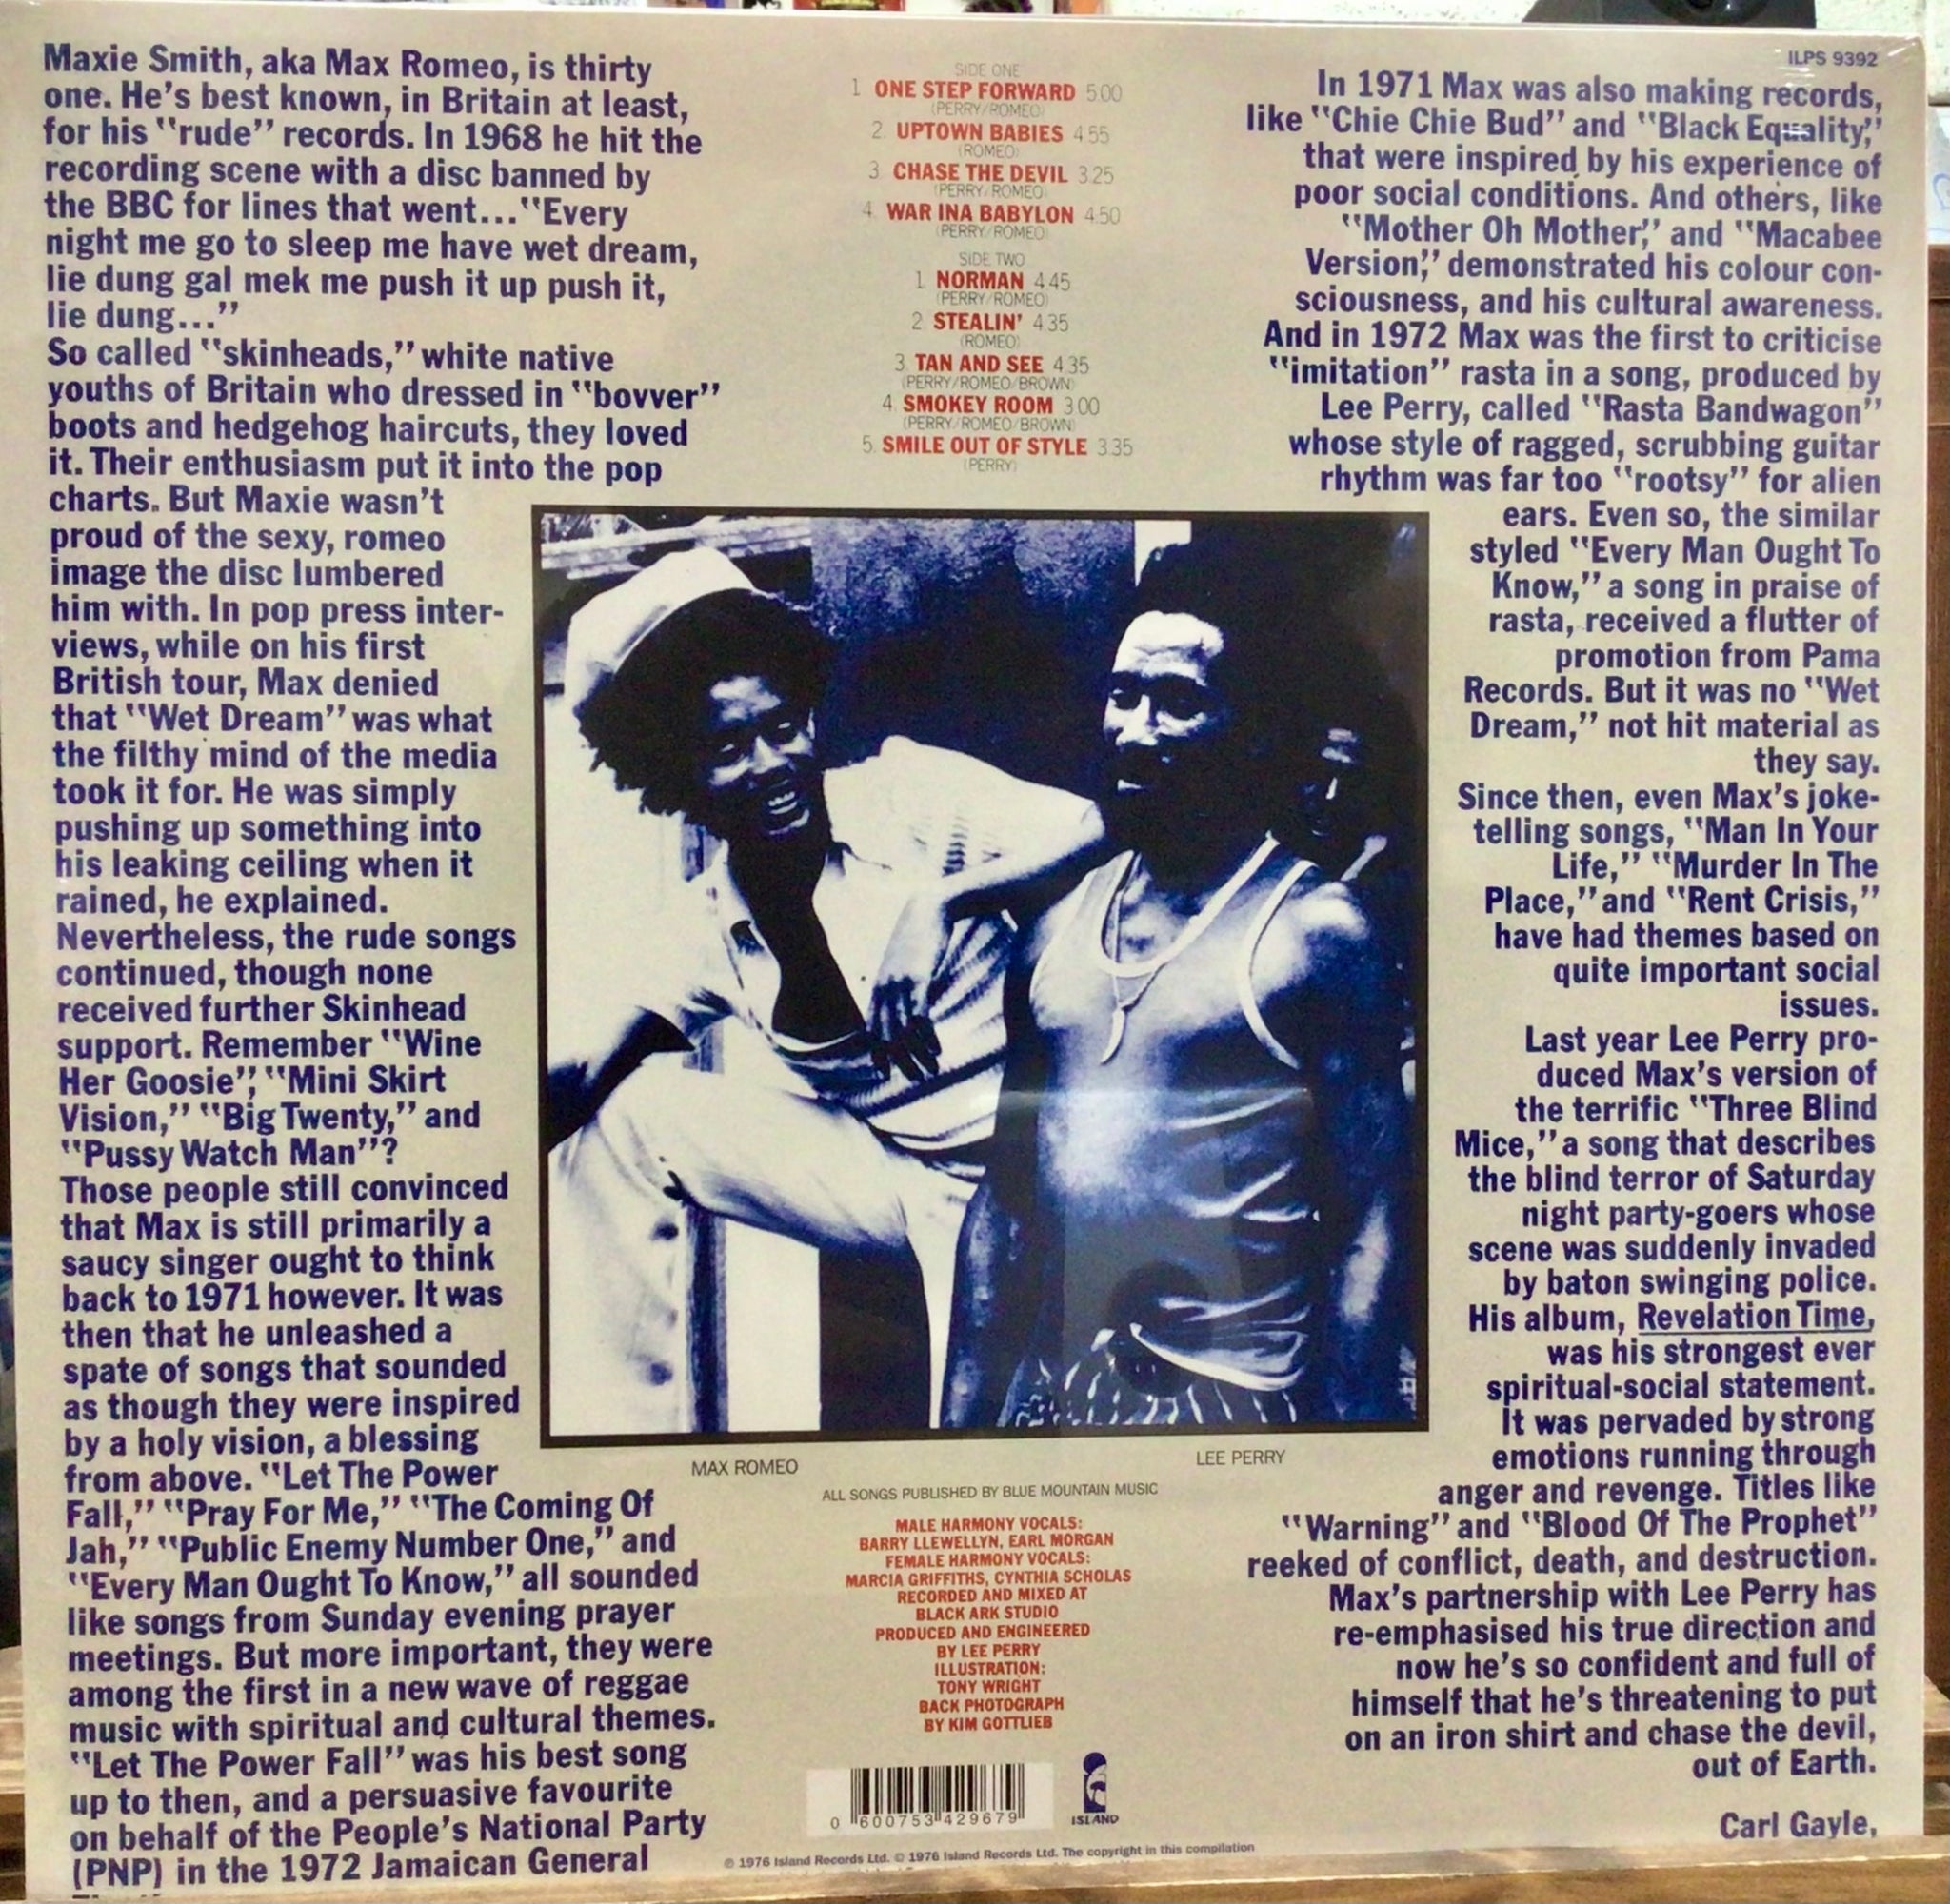 Maxie Smith, aka Max Romeo, is thirty
one. He's best known, in Britain at least,
for his "rude" records. In 1968 he hit the
recording scene with a disc banned by
the BBC for lines that went..."Every
night me go to sleep me have wet dream,
lie dung gal mek me push it up push it,
lie dung..."
So called "skinheads," white native
youths of Britain who dressed in "bovver"
boots and hedgehog haircuts, they loved
it. Their enthusiasm put it into the pop
charts. But Maxie wasn't
proud of the sexy, romeo
image the disc lumbered
him with. In pop press inter-
views, while on his first
British tour, Max denied
that "Wet Dream" was what
the filthy mind of the media
took it for. He was simply
pushing up something into
his leaking ceiling when it
rained, he explained.
Nevertheless, the rude songs
continued, though none
received further Skinhead
support. Remember "Wine
Her Goosie", "Mini Skirt
Vision," "Big Twenty," and
"Pussy Watch Man"?
Those people still convinced
that Max is still primarily a
saucy singer ought to think
back to 1971 however. It was
then that he unleashed a
spate of songs that sounded
as though they were inspired
by a holy vision, a blessing
from above. "Let The Power
Fall," "Pray For Me," "The Coming Of
Jah," "Public Enemy Number One," and
"Every Man Ought To Know," all sounded
like songs from Sunday evening prayer
meetings. But more important, they were
among the first in a new wave of reggae
music with spiritual and cultural themes.
"Let The Power Fall" was his best song
up to then, and a persuasive favourite
on behalf of the People's National Party
(PNP) in the 1972 Jamaican General
SIDE ONE
1. ONE STEP FORWARD 5.00
(PERRY/ROMEO)
2. UPTOWN BABIES 4.55
(ROMEO)
3. CHASE THE DEVIL 3.25
(PERRY/ROMEO)
4. WAR INA BABYLON 4.50
(PERRY/ROMEO)
SIDE TWO
1. NORMAN 4.45
(PERRY/ROMEO)
2. STEALIN' 4.35
(ROMEO)
3. TAN AND SEE 4.35
(PERRY/ROMEO/BROWN)
4. SMOKEY ROOM 3.00
(PERRY/ROMEO/BROWN)
5. SMILE OUT OF STYLE 3.35
(PERRY)
MAX ROMEO
LEE PERRY
ALL SONGS PUBLISHED BY BLUE MOUNTAIN MUSIC
MALE HARMONY VOCALS:
BARRY LLEWELLYN, EARL MORGAN
FEMALE HARMONY VOCALS:
MARCIA GRIFFITHS, CYNTHIA SCHOLAS
RECORDED AND MIXED AT
BLACK ARK STUDIO
PRODUCED AND ENGINEERED
BY LEE PERRY
ILLUSTRATION:
TONY WRIGHT
BACK PHOTOGRAPH
BY KIM GOTTLIEB
0 600753 429679
ISLAND
℗ 1976 Island Records Ltd. © 1976 Island Records Ltd. The copyright in this compilation
ILPS 9392
In 1971 Max was also making records,
like "Chie Chie Bud" and "Black Equality,"
that were inspired by his experience of
poor social conditions. And others, like
"Mother Oh Mother," and "Macabee
Version," demonstrated his colour con-
sciousness, and his cultural awareness.
And in 1972 Max was the first to criticise
"imitation" rasta in a song, produced by
Lee Perry, called "Rasta Bandwagon"
whose style of ragged, scrubbing guitar
rhythm was far too "rootsy" for alien
ears. Even so, the similar
styled "Every Man Ought To
Know," a song in praise of
rasta, received a flutter of
promotion from Pama
Records. But it was no "Wet
Dream," not hit material as
they say.
Since then, even Max's joke-
telling songs, "Man In Your
Life," "Murder In The
Place," and "Rent Crisis,"
have had themes based on
quite important social
issues.
Last year Lee Perry pro-
duced Max's version of
the terrific "Three Blind
Mice," a song that describes
the blind terror of Saturday
night party-goers whose
scene was suddenly invaded
by baton swinging police.
His album, Revelation Time,
was his strongest ever
spiritual-social statement.
It was pervaded by strong
emotions running through
anger and revenge. Titles like
"Warning" and "Blood Of The Prophet"
reeked of conflict, death, and destruction.
Max's partnership with Lee Perry has
re-emphasised his true direction and
now he's so confident and full of
himself that he's threatening to put
on an iron shirt and chase the devil,
out of Earth.
Carl Gayle,